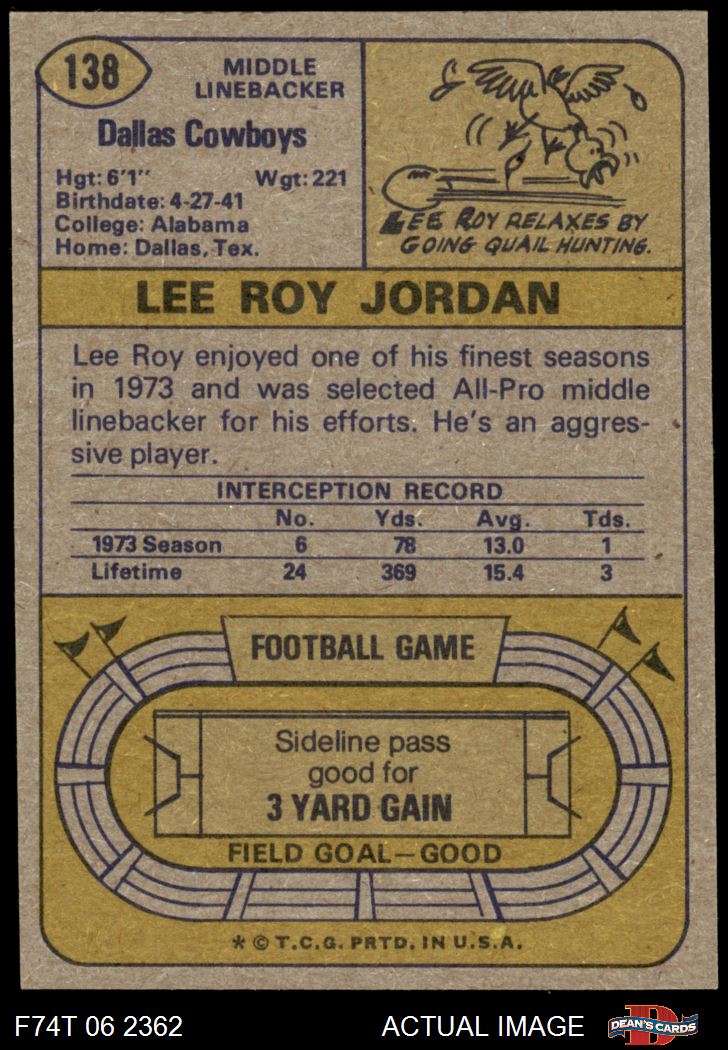 138
MIDDLE
LINEBACKER
Dallas Cowboys
Hgt: 6'1" Wgt: 221
Birthdate: 4-27-41
College: Alabama
Home: Dallas, Tex.
LEE ROY RELAXES BY
GOING QUAIL HUNTING.
LEE ROY JORDAN
Lee Roy enjoyed one of his finest seasons
in 1973 and was selected All-Pro middle
linebacker for his efforts. He's an aggres-
sive player.
INTERCEPTION RECORD
No. Yds. Avg. Tds.
1973 Season 6 78 13.0 1
Lifetime 24 369 15.4 3
FOOTBALL GAME
Sideline pass
good for
3 YARD GAIN
FIELD GOAL—GOOD
* © T.C.G. PRTD. IN U.S.A.
F74T 06 2362 ACTUAL IMAGE D DEAN'S CARDS